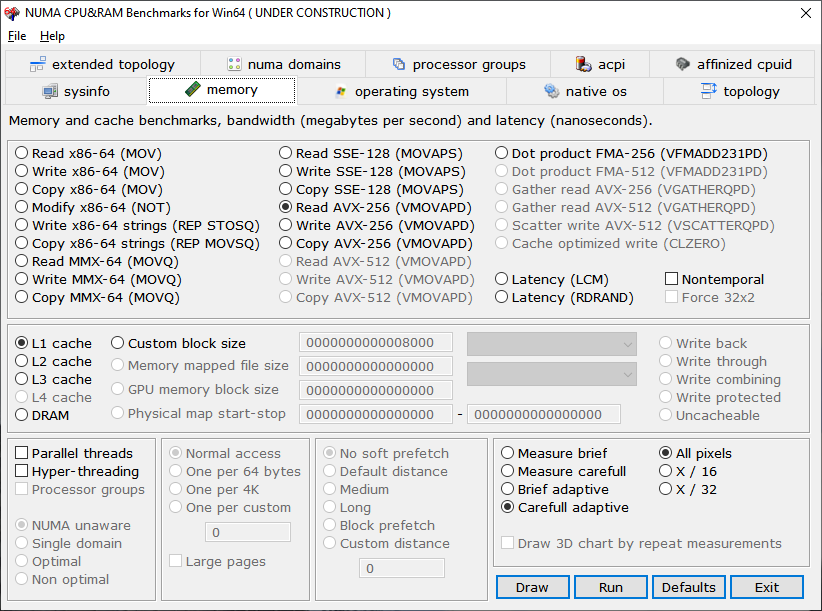 NUMA CPU&RAM Benchmarks for Win64 ( UNDER CONSTRUCTION )
File Help
extended topology numa domains processor groups acpi affinized cpuid
sysinfo memory operating system native os topology
Memory and cache benchmarks, bandwidth (megabytes per second) and latency (nanoseconds).
Read x86-64 (MOV) Read SSE-128 (MOVAPS) Dot product FMA-256 (VFMADD231PD)
Write x86-64 (MOV) Write SSE-128 (MOVAPS) Dot product FMA-512 (VFMADD231PD)
Copy x86-64 (MOV) Copy SSE-128 (MOVAPS) Gather read AVX-256 (VGATHERQPD)
Modify x86-64 (NOT) Read AVX-256 (VMOVAPD) Gather read AVX-512 (VGATHERQPD)
Write x86-64 strings (REP STOSQ) Write AVX-256 (VMOVAPD) Scatter write AVX-512 (VSCATTERQPD)
Copy x86-64 strings (REP MOVSQ) Copy AVX-256 (VMOVAPD) Cache optimized write (CLZERO)
Read MMX-64 (MOVQ) Read AVX-512 (VMOVAPD)
Write MMX-64 (MOVQ) Write AVX-512 (VMOVAPD) Latency (LCM) Nontemporal
Copy MMX-64 (MOVQ) Copy AVX-512 (VMOVAPD) Latency (RDRAND) Force 32x2
L1 cache Custom block size 0000000000008000 Write back
L2 cache Memory mapped file size 0000000000000000 Write through
L3 cache GPU memory block size 0000000000000000 Write combining
L4 cache Physical map start-stop 0000000000000000 - 0000000000000000 Write protected
DRAM Uncacheable
Parallel threads Normal access No soft prefetch Measure brief All pixels
Hyper-threading One per 64 bytes Default distance Measure carefull X / 16
Processor groups One per 4K Medium Brief adaptive X / 32
One per custom Long Carefull adaptive
NUMA unaware 0 Block prefetch
Single domain Custom distance Draw 3D chart by repeat measurements
Optimal Large pages 0
Non optimal Draw Run Defaults Exit